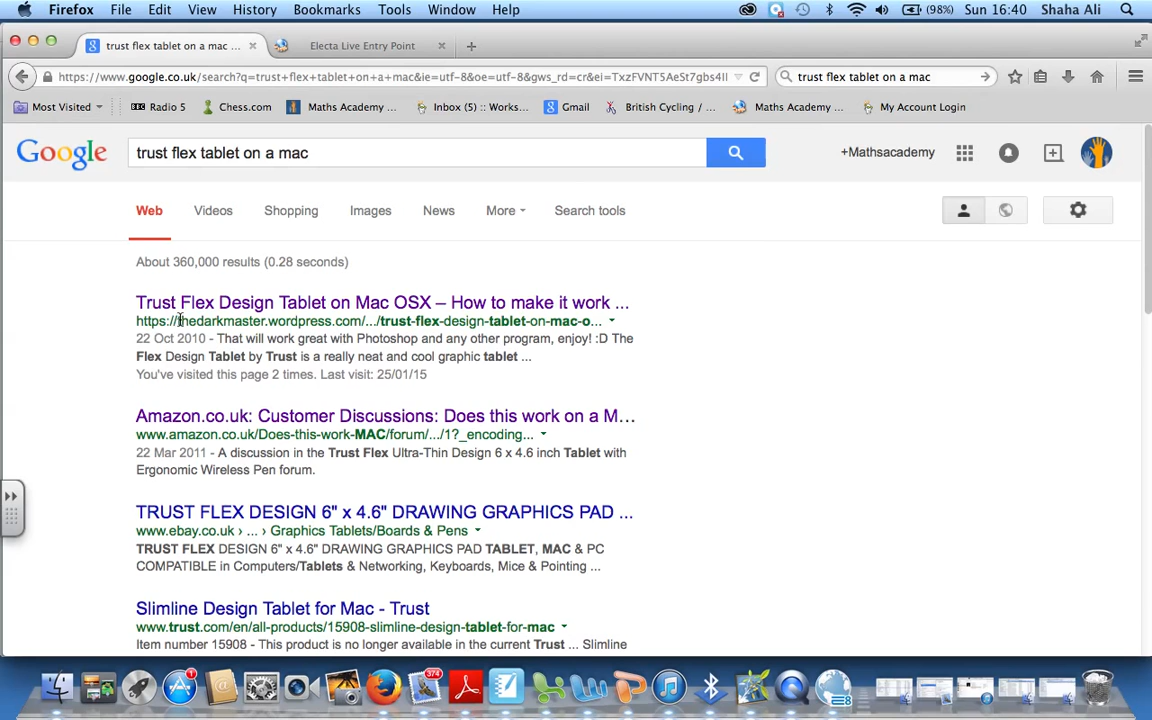 Firefox File Edit View History Bookmarks Tools Window Help (98%) Sun 16:40 Shaha Ali
trust flex tablet on a mac ... Electa Live Entry Point
https://www.google.co.uk/search?q=trust+flex+tablet+on+a+mac&ie=utf-8&oe=utf-8&gws_rd=cr&ei=TxzFVNT5AeSt7gbs4II trust flex tablet on a mac
Most Visited Radio 5 Chess.com Maths Academy ... Inbox (5) :: Works... Gmail British Cycling / ... Maths Academy ... My Account Login
Google trust flex tablet on a mac +Mathsacademy
Web Videos Shopping Images News More Search tools
About 360,000 results (0.28 seconds)
Trust Flex Design Tablet on Mac OSX – How to make it work ...
https://thedarkmaster.wordpress.com/.../trust-flex-design-tablet-on-mac-o...
22 Oct 2010 - That will work great with Photoshop and any other program, enjoy! :D The
Flex Design Tablet by Trust is a really neat and cool graphic tablet ...
You've visited this page 2 times. Last visit: 25/01/15
Amazon.co.uk: Customer Discussions: Does this work on a M...
www.amazon.co.uk/Does-this-work-MAC/forum/.../1?_encoding...
22 Mar 2011 - A discussion in the Trust Flex Ultra-Thin Design 6 x 4.6 inch Tablet with
Ergonomic Wireless Pen forum.
TRUST FLEX DESIGN 6" x 4.6" DRAWING GRAPHICS PAD ...
www.ebay.co.uk › ... › Graphics Tablets/Boards & Pens
TRUST FLEX DESIGN 6" x 4.6" DRAWING GRAPHICS PAD TABLET, MAC & PC
COMPATIBLE in Computers/Tablets & Networking, Keyboards, Mice & Pointing ...
Slimline Design Tablet for Mac - Trust
www.trust.com/en/all-products/15908-slimline-design-tablet-for-mac
Item number 15908 - This product is no longer available in the current Trust ... Slimline
374
8